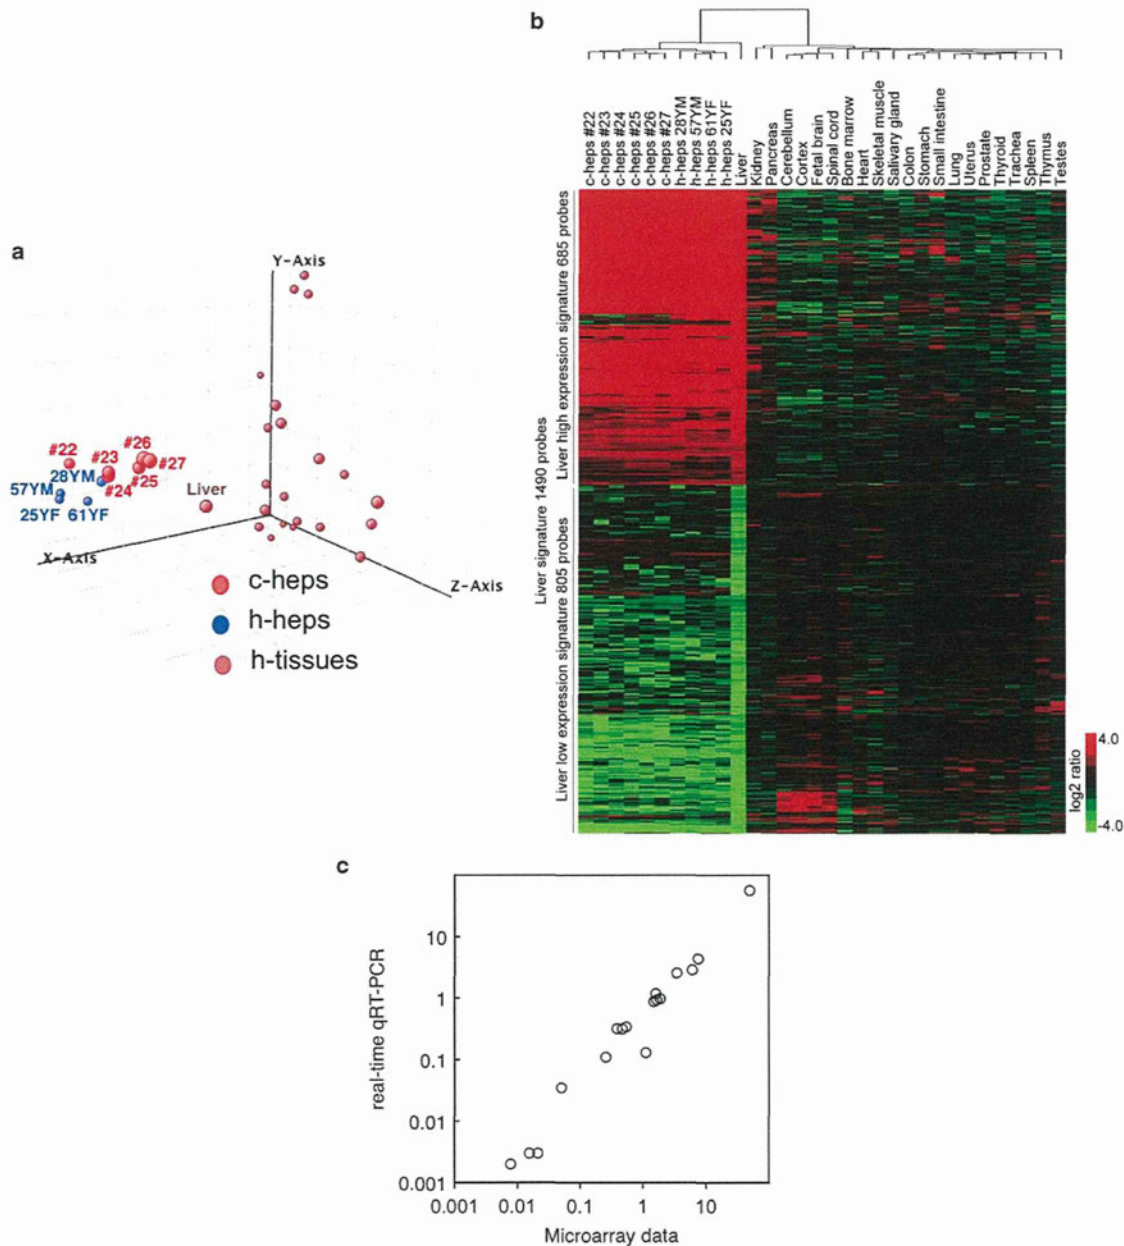 a
Y-Axis
#22
#23
#26
#27
28YM
#25
#24
57YM
25YF
61YF
Liver
X-Axis
Z-Axis
c-heps
h-heps
h-tissues
b
c-heps #22
c-heps #23
c-heps #24
c-heps #25
c-heps #26
c-heps #27
h-heps 28YM
h-heps 57YM
h-heps 61YF
h-heps 25YF
Liver
Kidney
Pancreas
Cerebellum
Cortex
Fetal brain
Spinal cord
Bone marrow
Heart
Skeletal muscle
Salivary gland
Colon
Stomach
Small intestine
Lung
Uterus
Prostate
Thyroid
Trachea
Spleen
Thymus
Testes
Liver signature 1490 probes
Liver high expression signature 685 probes
Liver low expression signature 805 probes
log2 ratio
4.0
-4.0
c
real-time qRT-PCR
10
1
0.1
0.01
0.001
0.001
0.01
0.1
1
10
Microarray data